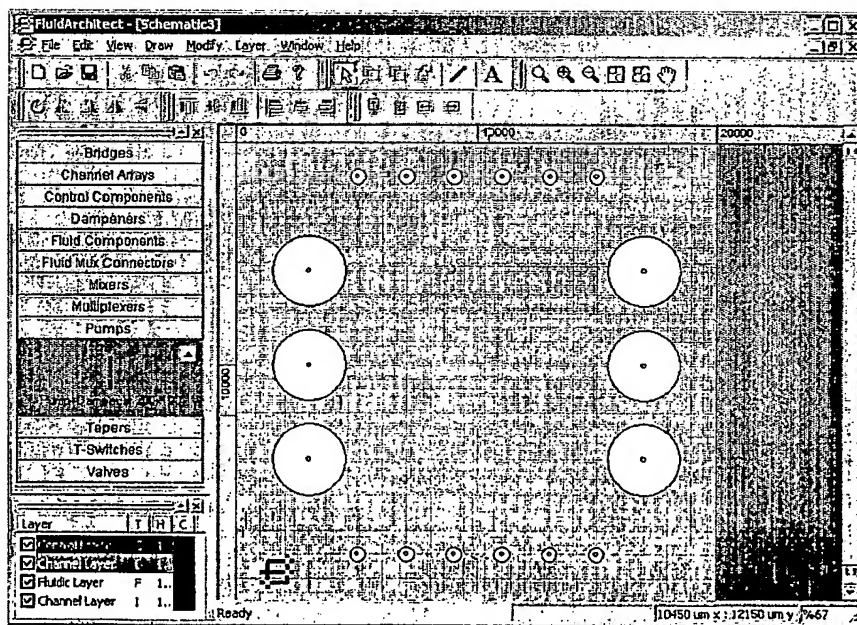 FluidArchitect - [Schematic3]
File Edit View Draw Modify Layer Window Help
A
0 20000
Bridges
Channel Arrays
Control Components
Dampeners
Fluid Components
Fluid Mux Connectors
Mixers
Multiplexers
Pumps
10000
Tapers
T-Switches
Valves
Layer T H C
Channel Layer
Fluidic Layer F 1..
Channel Layer I 1..
Ready 10450 um x : 12150 um y %67